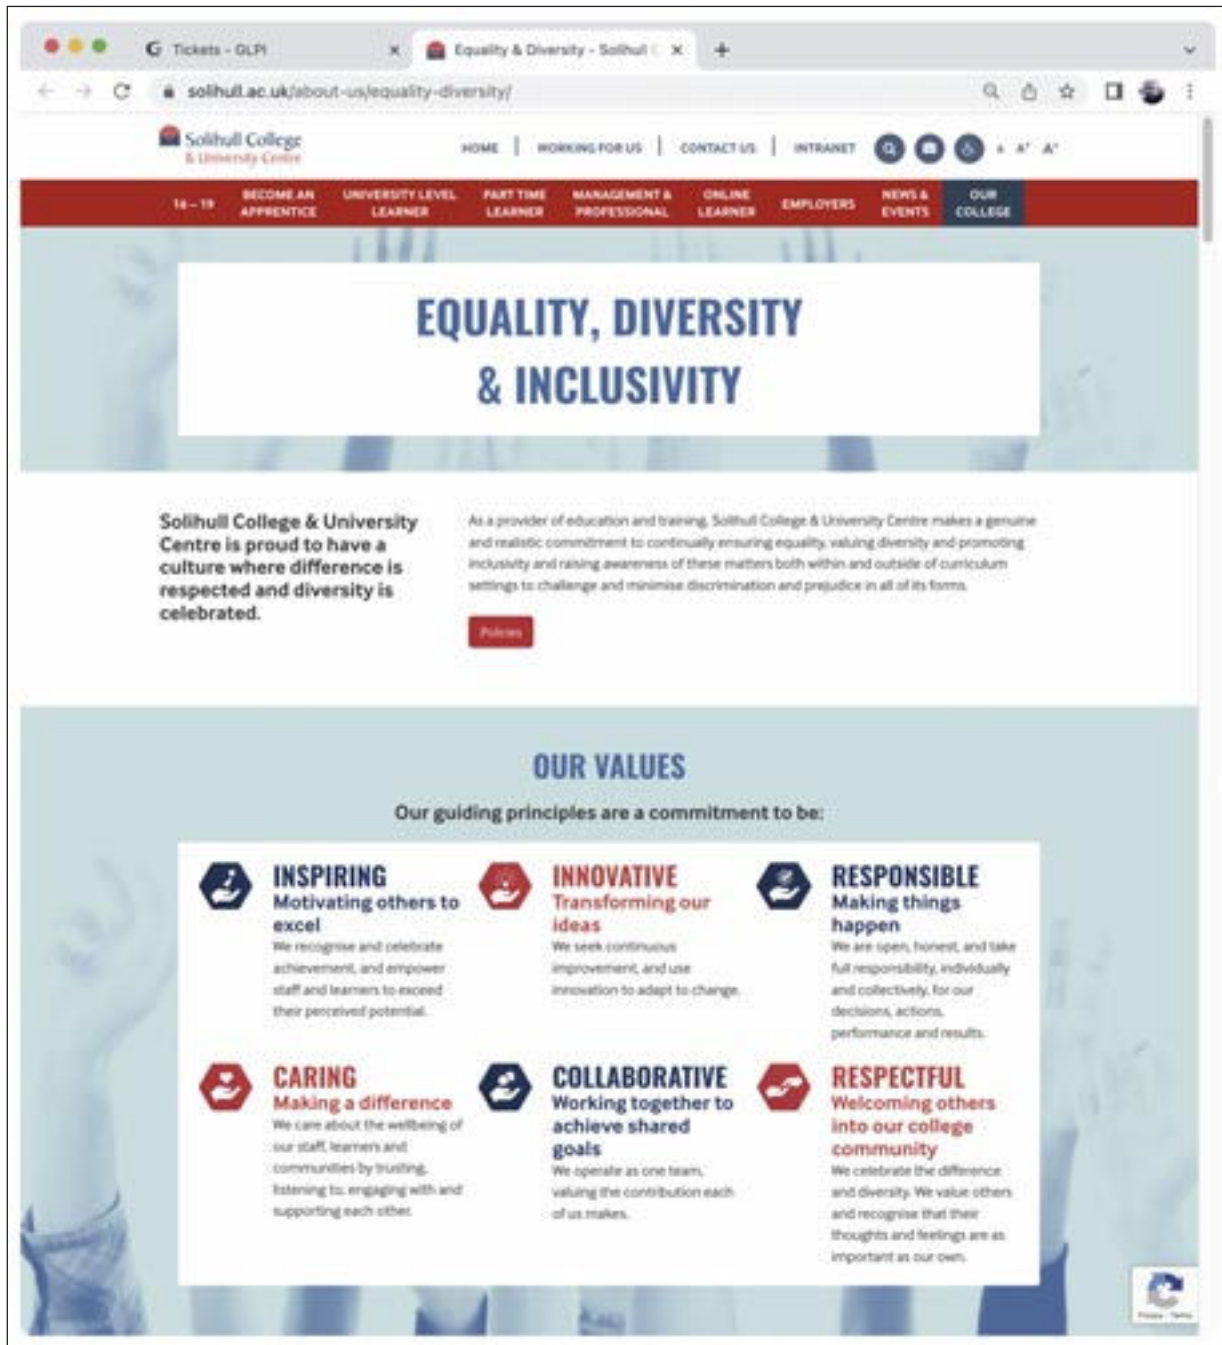 Tickets - GLPI
Equality & Diversity - Solihull C
solihull.ac.uk/about-us/equality-diversity/
Solihull College
& University Centre
HOME | WORKING FOR US | CONTACT US | INTRANET
A A+ A+
16 – 19
BECOME AN
APPRENTICE
UNIVERSITY LEVEL
LEARNER
PART TIME
LEARNER
MANAGEMENT &
PROFESSIONAL
ONLINE
LEARNER
EMPLOYERS
NEWS &
EVENTS
OUR
COLLEGE
EQUALITY, DIVERSITY
& INCLUSIVITY
Solihull College & University
Centre is proud to have a
culture where difference is
respected and diversity is
celebrated.
As a provider of education and training, Solihull College & University Centre makes a genuine
and realistic commitment to continually ensuring equality, valuing diversity and promoting
inclusivity and raising awareness of these matters both within and outside of curriculum
settings to challenge and minimise discrimination and prejudice in all of its forms.
Policies
OUR VALUES
Our guiding principles are a commitment to be:
INSPIRING
Motivating others to
excel
We recognise and celebrate
achievement, and empower
staff and learners to exceed
their perceived potential.
INNOVATIVE
Transforming our
ideas
We seek continuous
improvement, and use
innovation to adapt to change.
RESPONSIBLE
Making things
happen
We are open, honest, and take
full responsibility, individually
and collectively, for our
decisions, actions,
performance and results.
CARING
Making a difference
We care about the wellbeing of
our staff, learners and
communities by trusting,
listening to, engaging with and
supporting each other.
COLLABORATIVE
Working together to
achieve shared
goals
We operate as one team,
valuing the contribution each
of us makes.
RESPECTFUL
Welcoming others
into our college
community
We celebrate the difference
and diversity. We value others
and recognise that their
thoughts and feelings are as
important as our own.
Privacy - Terms